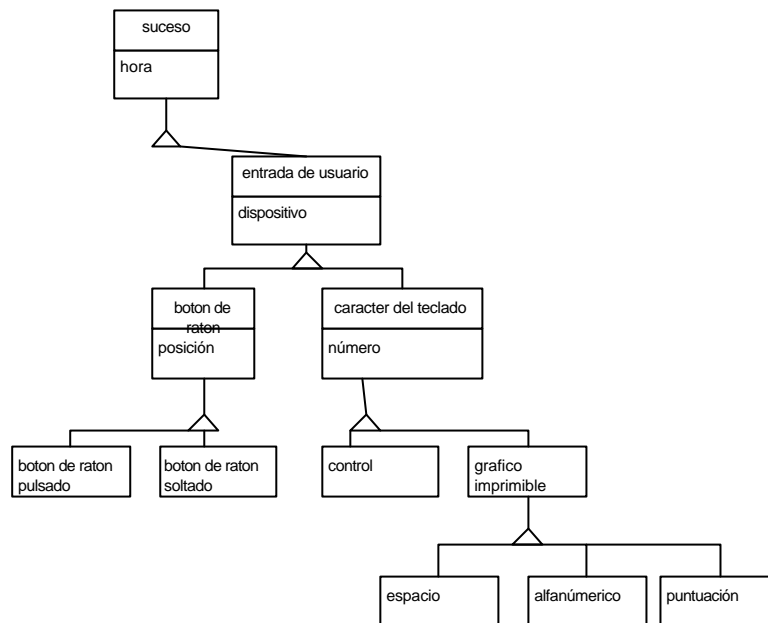 suceso
hora
entrada de usuario
dispositivo
boton de
raton
posición
caracter del teclado
número
boton de raton
pulsado
boton de raton
soltado
control
grafico
imprimible
espacio
alfanúmerico
puntuación